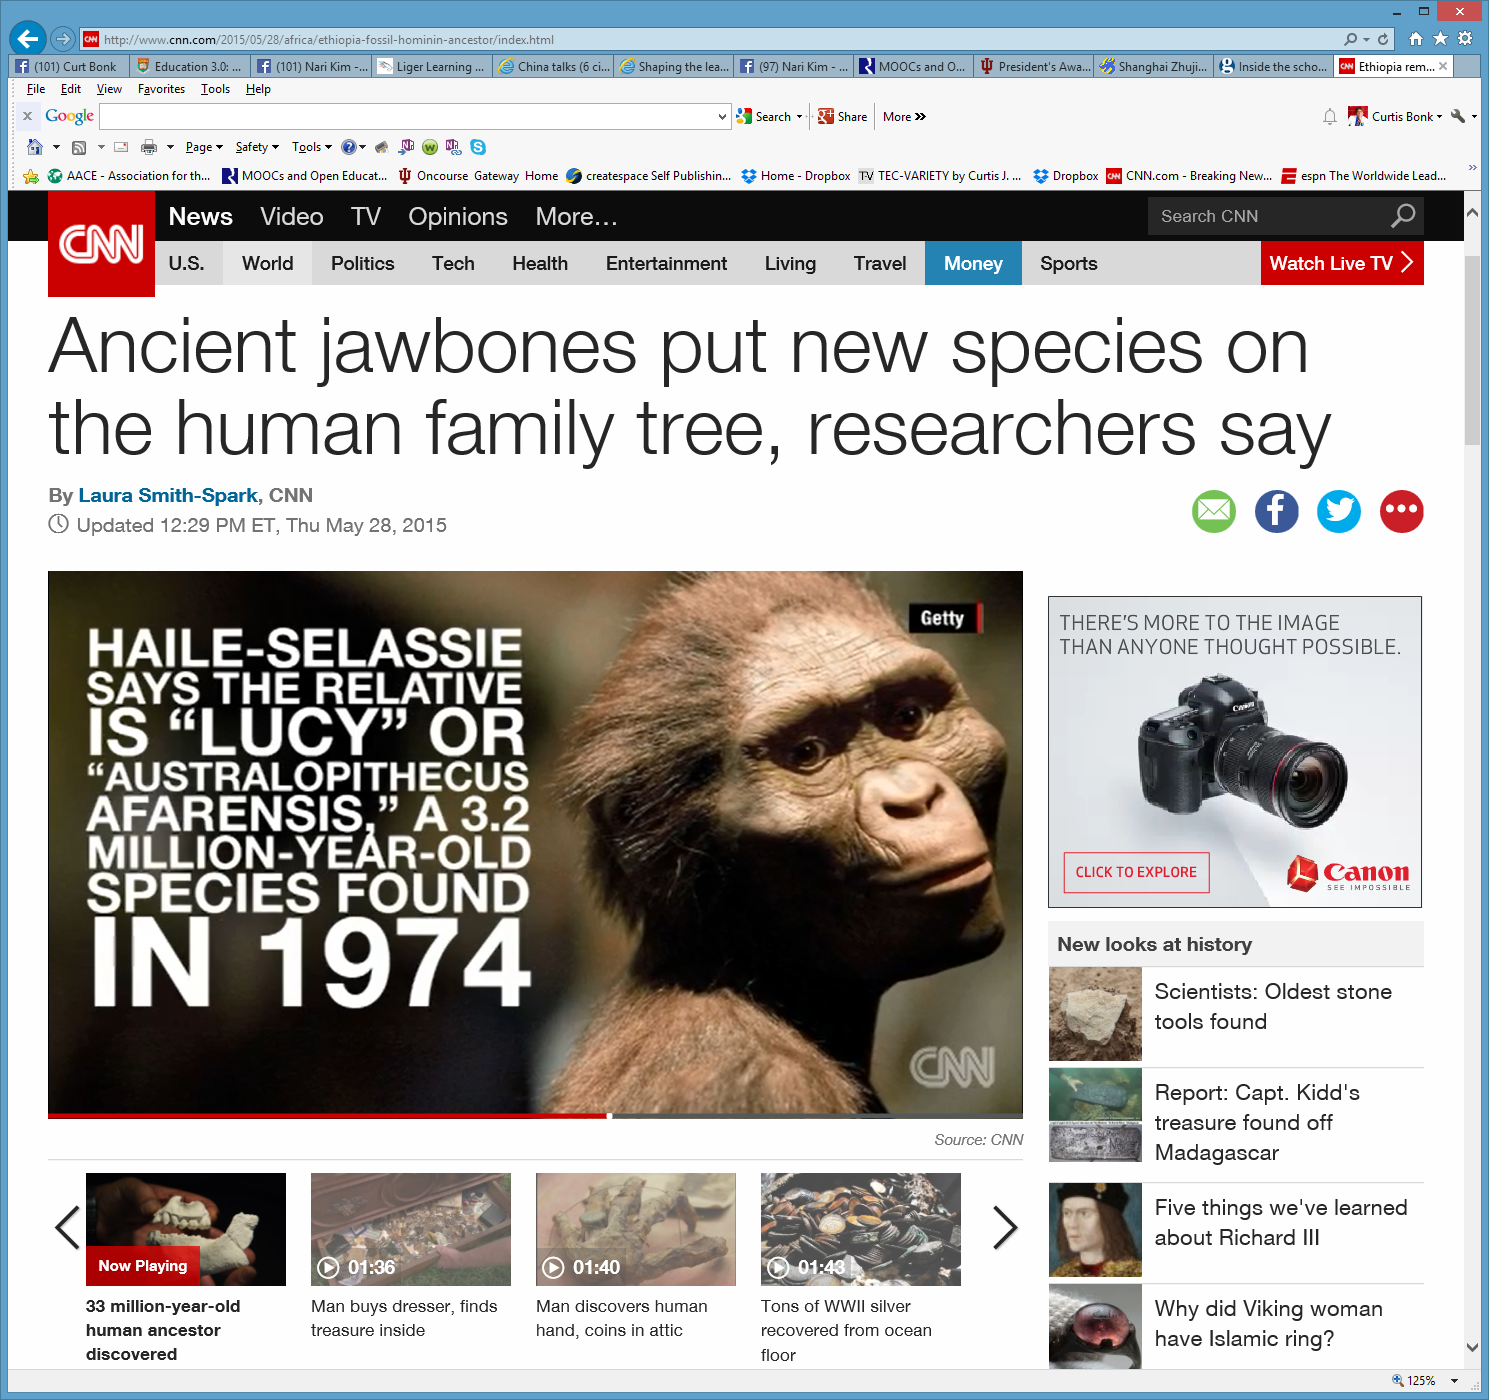 http://www.cnn.com/2015/05/28/africa/ethiopia-fossil-hominin-ancestor/index.html
(101) Curt Bonk
Education 3.0: ...
(101) Nari Kim -...
Liger Learning ...
China talks (6 ci...
Shaping the lea...
(97) Nari Kim - ...
MOOCs and O...
President's Awa...
Shanghai Zhuji...
Inside the scho...
Ethiopia rem...
File Edit View Favorites Tools Help
x Google Search Share More » Curtis Bonk
Page Safety Tools
AACE - Association for th... MOOCs and Open Educat... Oncourse Gateway Home createspace Self Publishin... Home - Dropbox TV TEC-VARIETY by Curtis J. ... Dropbox CNN.com - Breaking New... espn The Worldwide Lead...
CNN
News Video TV Opinions More...
Search CNN
U.S. World Politics Tech Health Entertainment Living Travel Money Sports
Watch Live TV
Ancient jawbones put new species on
the human family tree, researchers say
By Laura Smith-Spark, CNN
Updated 12:29 PM ET, Thu May 28, 2015
Getty
HAILE-SELASSIE
SAYS THE RELATIVE
IS “LUCY” OR
“AUSTRALOPITHECUS
AFARENSIS,” A 3.2
MILLION-YEAR-OLD
SPECIES FOUND
IN 1974
CNN
Source: CNN
Now Playing
33 million-year-old
human ancestor
discovered
01:36
Man buys dresser, finds
treasure inside
01:40
Man discovers human
hand, coins in attic
01:43
Tons of WWII silver
recovered from ocean
floor
THERE'S MORE TO THE IMAGE
THAN ANYONE THOUGHT POSSIBLE.
Canon
CLICK TO EXPLORE
Canon
SEE IMPOSSIBLE
New looks at history
Scientists: Oldest stone
tools found
Report: Capt. Kidd's
treasure found off
Madagascar
Five things we've learned
about Richard III
Why did Viking woman
have Islamic ring?
125%